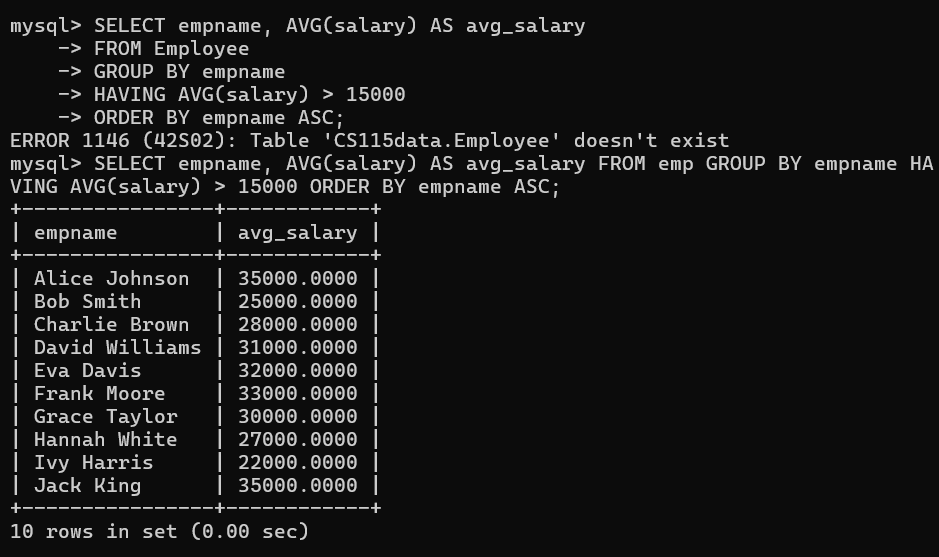 mysql> SELECT empname, AVG(salary) AS avg_salary
    -> FROM Employee
    -> GROUP BY empname
    -> HAVING AVG(salary) > 15000
    -> ORDER BY empname ASC;
ERROR 1146 (42S02): Table 'CS115data.Employee' doesn't exist
mysql> SELECT empname, AVG(salary) AS avg_salary FROM emp GROUP BY empname HA
VING AVG(salary) > 15000 ORDER BY empname ASC;
+----------------+------------+
| empname        | avg_salary |
+----------------+------------+
| Alice Johnson  | 35000.0000 |
| Bob Smith      | 25000.0000 |
| Charlie Brown  | 28000.0000 |
| David Williams | 31000.0000 |
| Eva Davis      | 32000.0000 |
| Frank Moore    | 33000.0000 |
| Grace Taylor   | 30000.0000 |
| Hannah White   | 27000.0000 |
| Ivy Harris     | 22000.0000 |
| Jack King      | 35000.0000 |
+----------------+------------+
10 rows in set (0.00 sec)